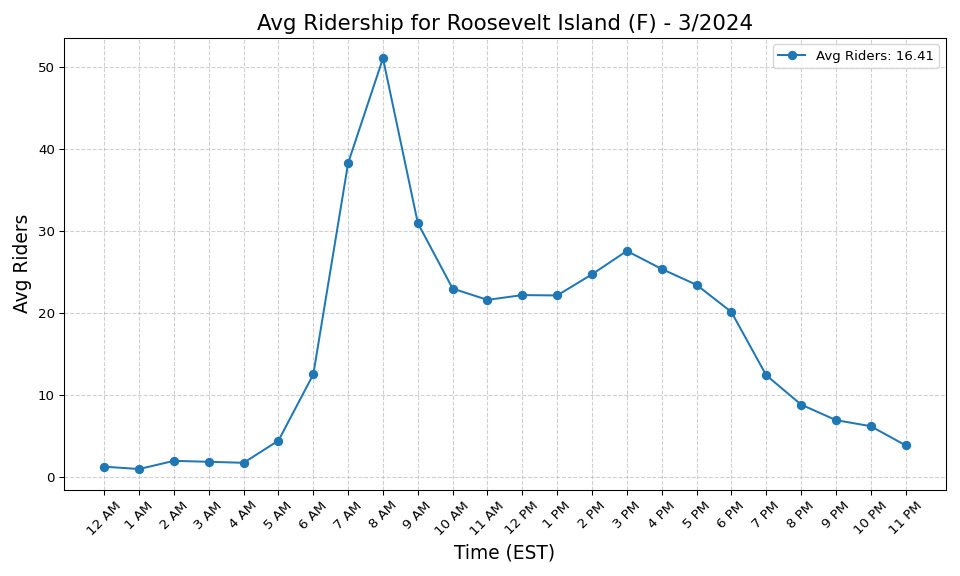 Avg Ridership for Roosevelt Island (F) - 3/2024
Avg Riders: 16.41
Avg Riders
50
40
30
20
10
0
12 AM
1 AM
2 AM
3 AM
4 AM
5 AM
6 AM
7 AM
8 AM
9 AM
10 AM
11 AM
12 PM
1 PM
2 PM
3 PM
4 PM
5 PM
6 PM
7 PM
8 PM
9 PM
10 PM
11 PM
Time (EST)